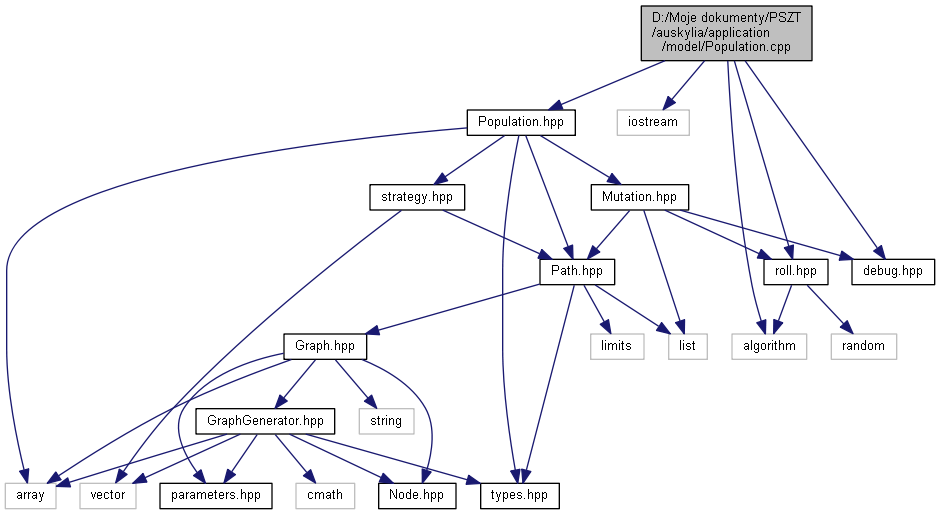 D:/Moje dokumenty/PSZT
/auskylia/application
/model/Population.cpp
Population.hpp
iostream
strategy.hpp
Mutation.hpp
Path.hpp
roll.hpp
debug.hpp
Graph.hpp
limits
list
algorithm
random
GraphGenerator.hpp
string
array
vector
parameters.hpp
cmath
Node.hpp
types.hpp